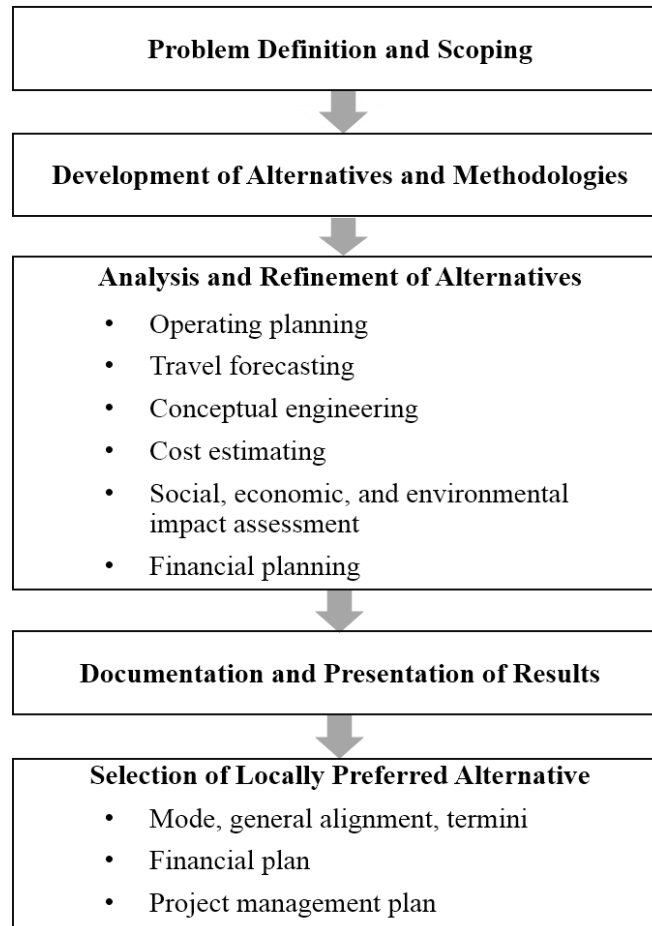 Problem Definition and Scoping
Development of Alternatives and Methodologies
Analysis and Refinement of Alternatives
• Operating planning
• Travel forecasting
• Conceptual engineering
• Cost estimating
• Social, economic, and environmental
impact assessment
• Financial planning
Documentation and Presentation of Results
Selection of Locally Preferred Alternative
• Mode, general alignment, termini
• Financial plan
• Project management plan